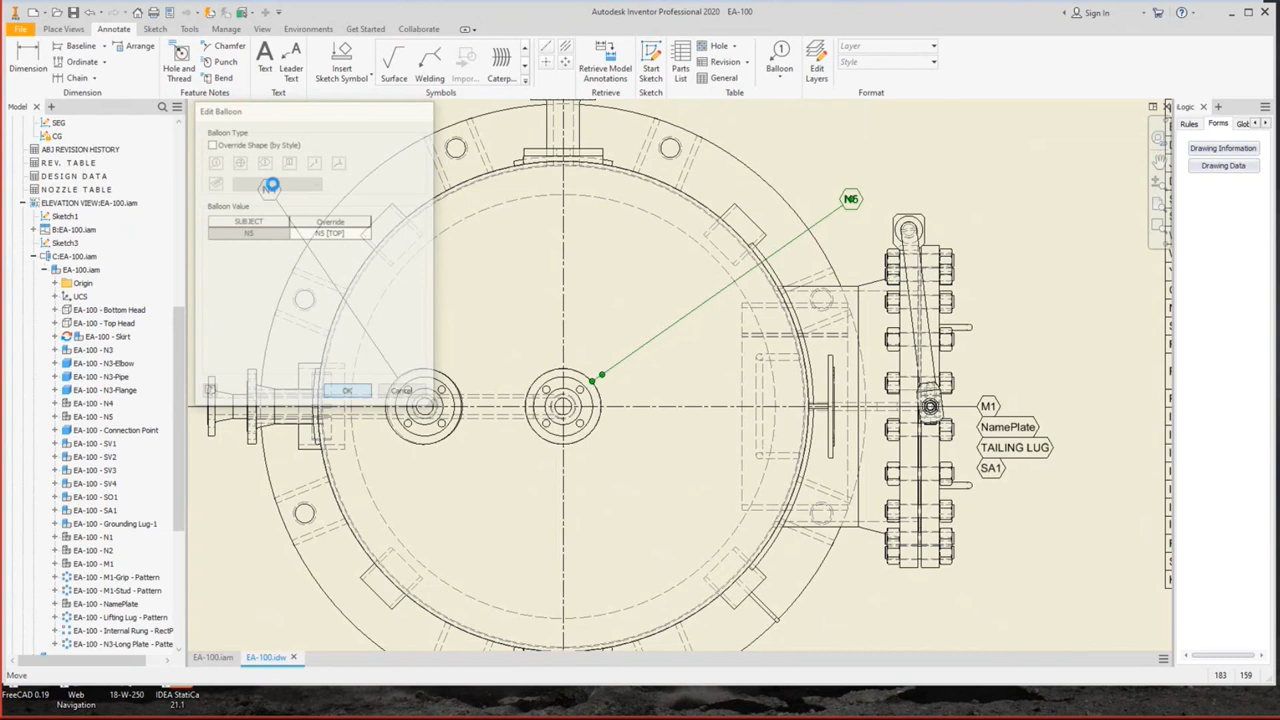 Autodesk Inventor Professional 2020 EA-100
Sign In
File Place Views Annotate Sketch Tools Manage View Environments Get Started Collaborate
Baseline Arrange
Ordinate
Chain
Dimension
Dimension
Hole and
Thread
Chamfer
Punch
Bend
Feature Notes
Text
Leader
Text
Text
Insert
Sketch Symbol
Surface Welding Impor... Caterp...
Symbols
Retrieve Model
Annotations
Retrieve
Start
Sketch
Sketch
Parts
List
Hole
Revision
General
Table
Balloon
Edit
Layers
Layer
Style
Format
Model
SEG
CG
ABJ REVISION HISTORY
REV. TABLE
DESIGN DATA
NOZZLE TABLE
ELEVATION VIEW:EA-100.iam
Sketch1
B:EA-100.iam
Sketch3
C:EA-100.iam
EA-100.iam
Origin
UCS
EA-100 - Bottom Head
EA-100 - Top Head
EA-100 - Skirt
EA-100 - N3
EA-100 - N3-Elbow
EA-100 - N3-Pipe
EA-100 - N3-Flange
EA-100 - N4
EA-100 - N5
EA-100 - Connection Point
EA-100 - SV1
EA-100 - SV2
EA-100 - SV3
EA-100 - SV4
EA-100 - SO1
EA-100 - SA1
EA-100 - Grounding Lug-1
EA-100 - N1
EA-100 - N2
EA-100 - M1
EA-100 - M1-Grip - Pattern
EA-100 - M1-Stud - Pattern
EA-100 - NamePlate
EA-100 - Lifting Lug - Pattern
EA-100 - Internal Rung - RectP
EA-100 - N3-Long Plate - Patte
Edit Balloon
Balloon Type
Override Shape (by Style)
Balloon Value
SUBJECT Override
N5 N5 [TOP]
OK Cancel
M1
NamePlate
TAILING LUG
SA1
iLogic
Rules Forms Glob
Drawing Information
Drawing Data
EA-100.iam EA-100.idw
Move 183 159
FreeCAD 0.19
Web
Navigation
18-W-250
IDEA StatiCa
21.1